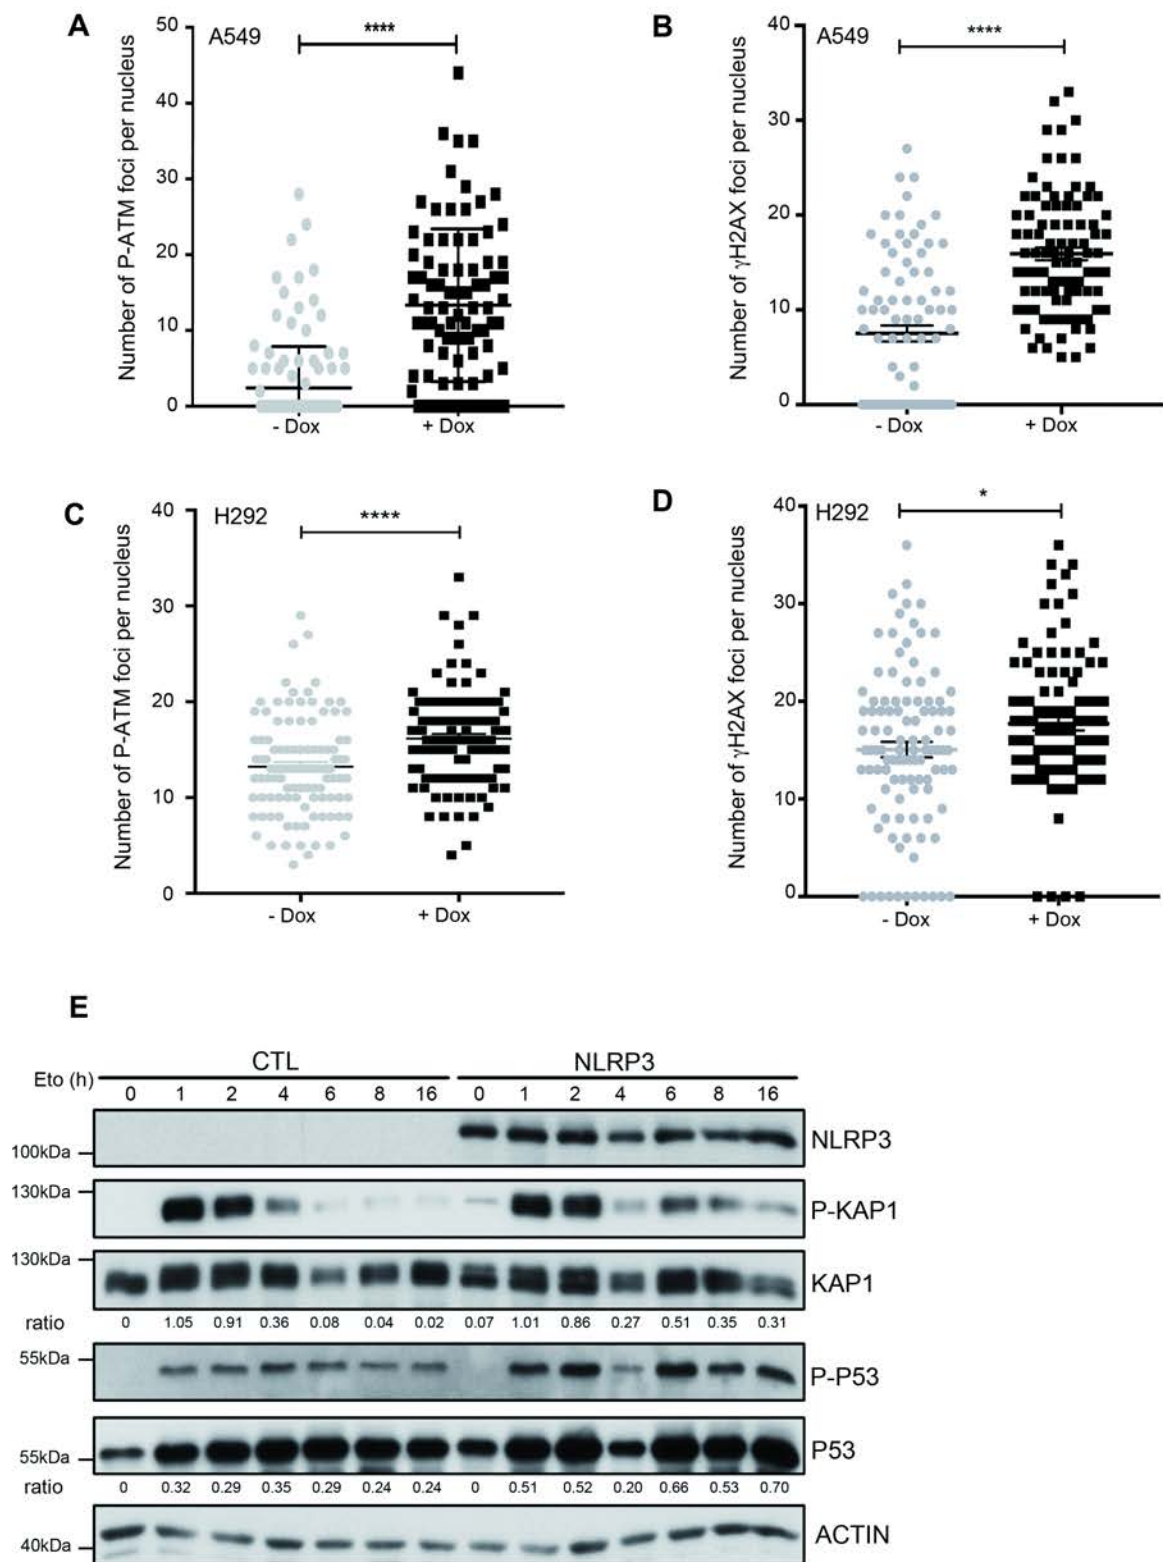 A
A549
****
Number of P-ATM foci per nucleus
50
40
30
20
10
0
- Dox
+ Dox
B
A549
****
Number of γH2AX foci per nucleus
40
30
20
10
0
- Dox
+ Dox
C
H292
****
Number of P-ATM foci per nucleus
40
30
20
10
0
- Dox
+ Dox
D
H292
*
Number of γH2AX foci per nucleus
40
30
20
10
0
- Dox
+ Dox
E
CTL NLRP3
Eto (h) 0 1 2 4 6 8 16 0 1 2 4 6 8 16
100kDa NLRP3
130kDa P-KAP1
130kDa KAP1
ratio 0 1.05 0.91 0.36 0.08 0.04 0.02 0.07 1.01 0.86 0.27 0.51 0.35 0.31
55kDa P-P53
55kDa P53
ratio 0 0.32 0.29 0.35 0.29 0.24 0.24 0 0.51 0.52 0.20 0.66 0.53 0.70
40kDa ACTIN